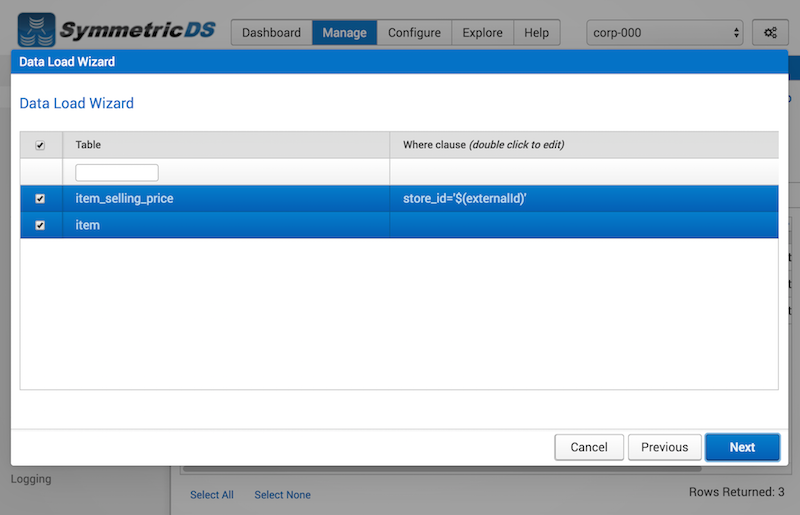 SymmetricDS
Dashboard Manage Configure Explore Help corp-000
Data Load Wizard
Data Load Wizard
Table Where clause (double click to edit)
item_selling_price store_id='$(externalId)'
item
Cancel Previous Next
Logging
Select All Select None Rows Returned: 3